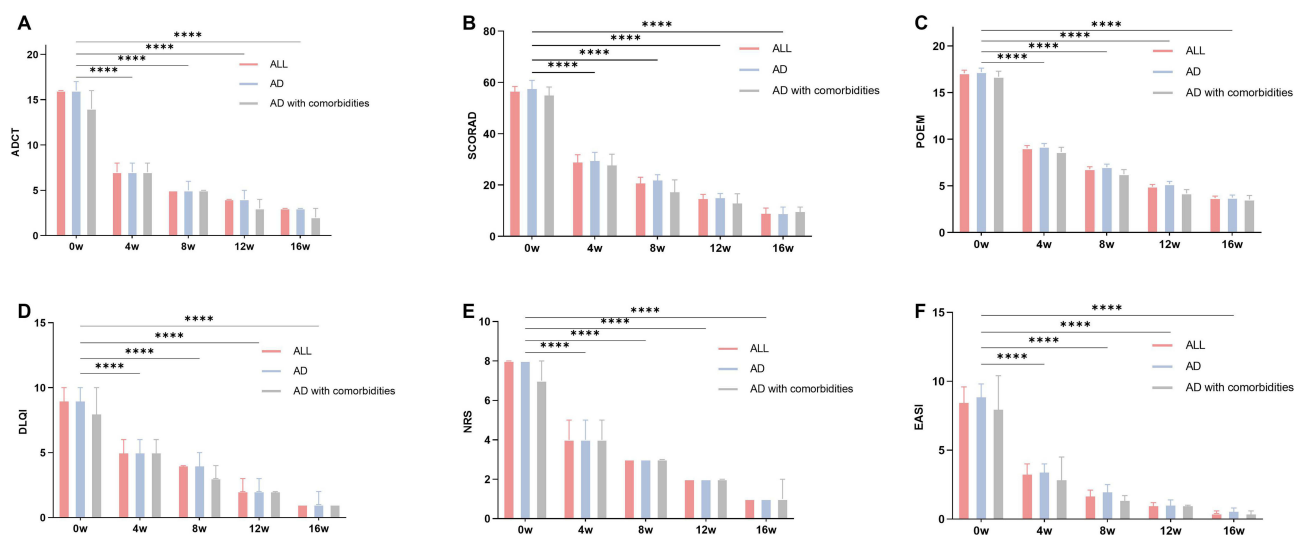 A
****
****
****
****
20
15
10
5
0
ADCT
ALL
AD
AD with comorbidities
0w 4w 8w 12w 16w
B
****
****
****
****
80
60
40
20
0
SCORAD
ALL
AD
AD with comorbidities
0w 4w 8w 12w 16w
C
****
****
****
****
20
15
10
5
0
POEM
ALL
AD
AD with comorbidities
0w 4w 8w 12w 16w
D
****
****
****
****
15
10
5
0
DLQI
ALL
AD
AD with comorbidities
0w 4w 8w 12w 16w
E
****
****
****
****
10
8
6
4
2
0
NRS
ALL
AD
AD with comorbidities
0w 4w 8w 12w 16w
F
****
****
****
****
15
10
5
0
EASI
ALL
AD
AD with comorbidities
0w 4w 8w 12w 16w